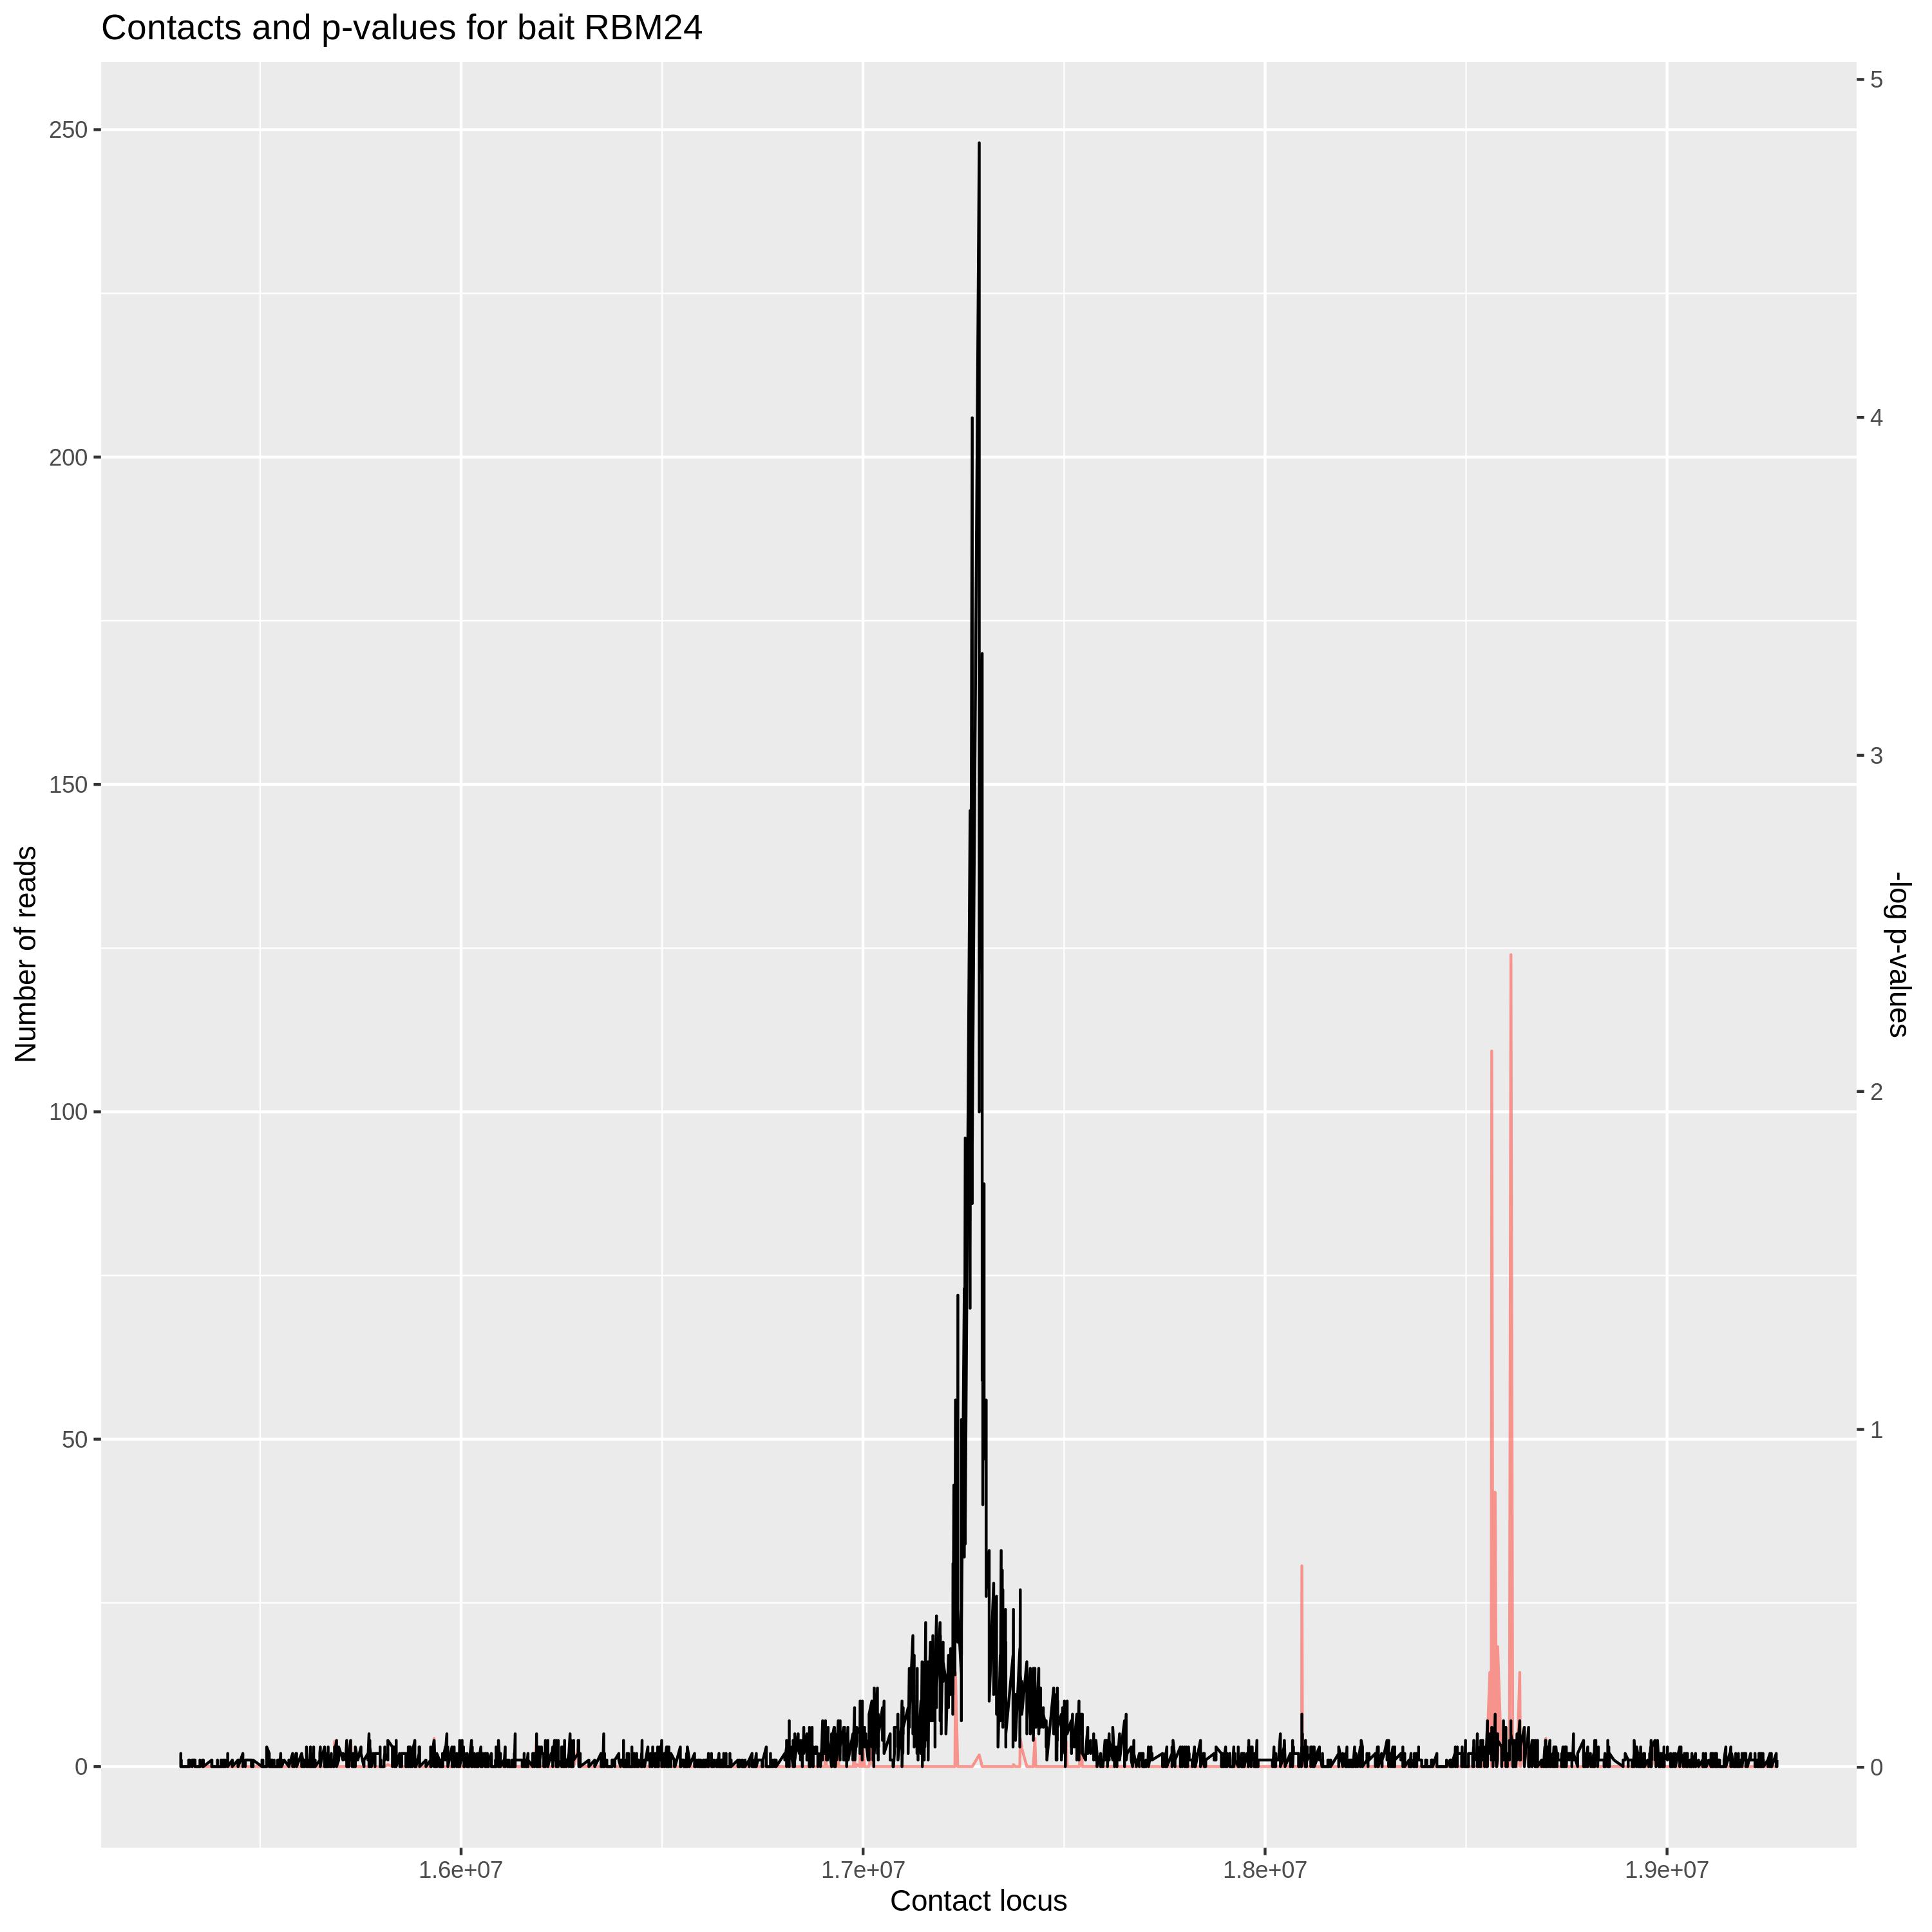 Contacts and p-values for bait RBM24
250
200
150
100
50
0
Number of reads
5
4
3
2
1
0
-log p-values
1.6e+07
1.7e+07
1.8e+07
1.9e+07
Contact locus